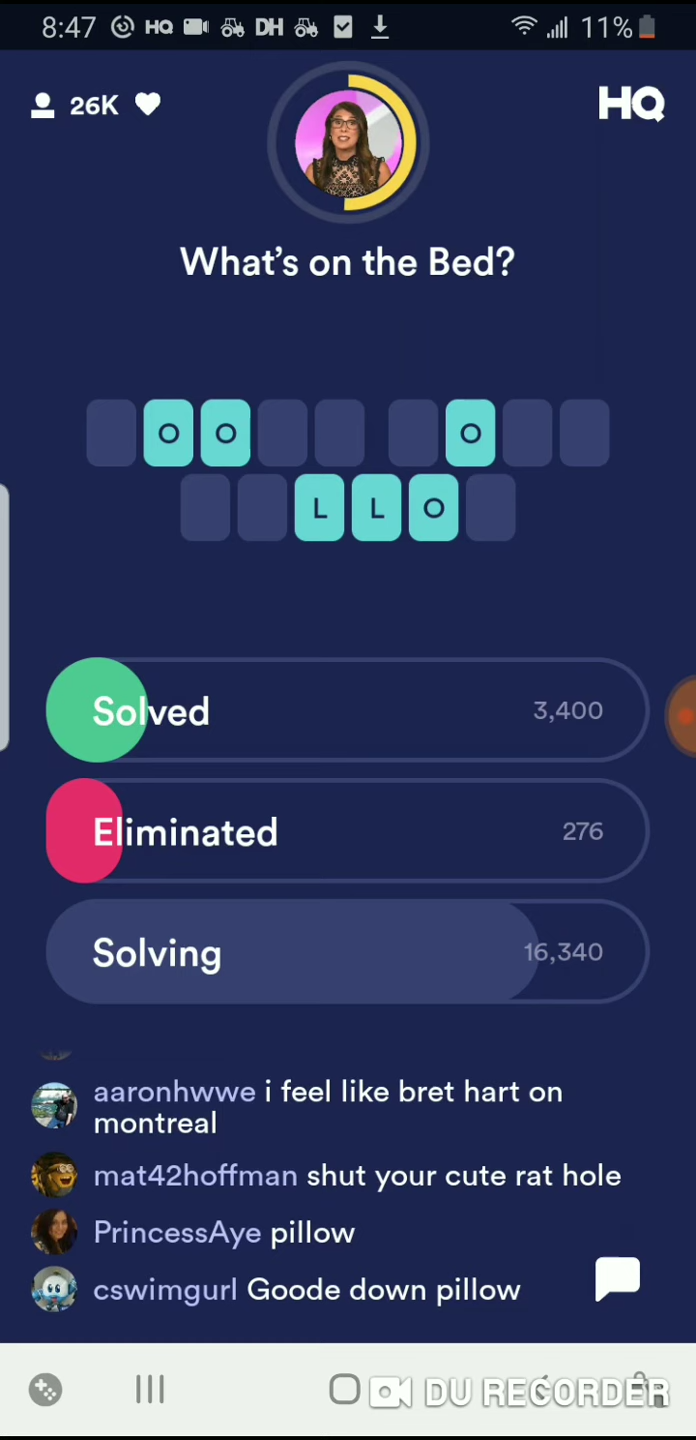 8:47 HQ DH 11%
26K HQ
What's on the Bed?
O O O
L L O
Solved 3,400
Eliminated 276
Solving 16,340
aaronhwwe i feel like bret hart on
montreal
mat42hoffman shut your cute rat hole
PrincessAye pillow
cswimgurl Goode down pillow
DU RECORDER